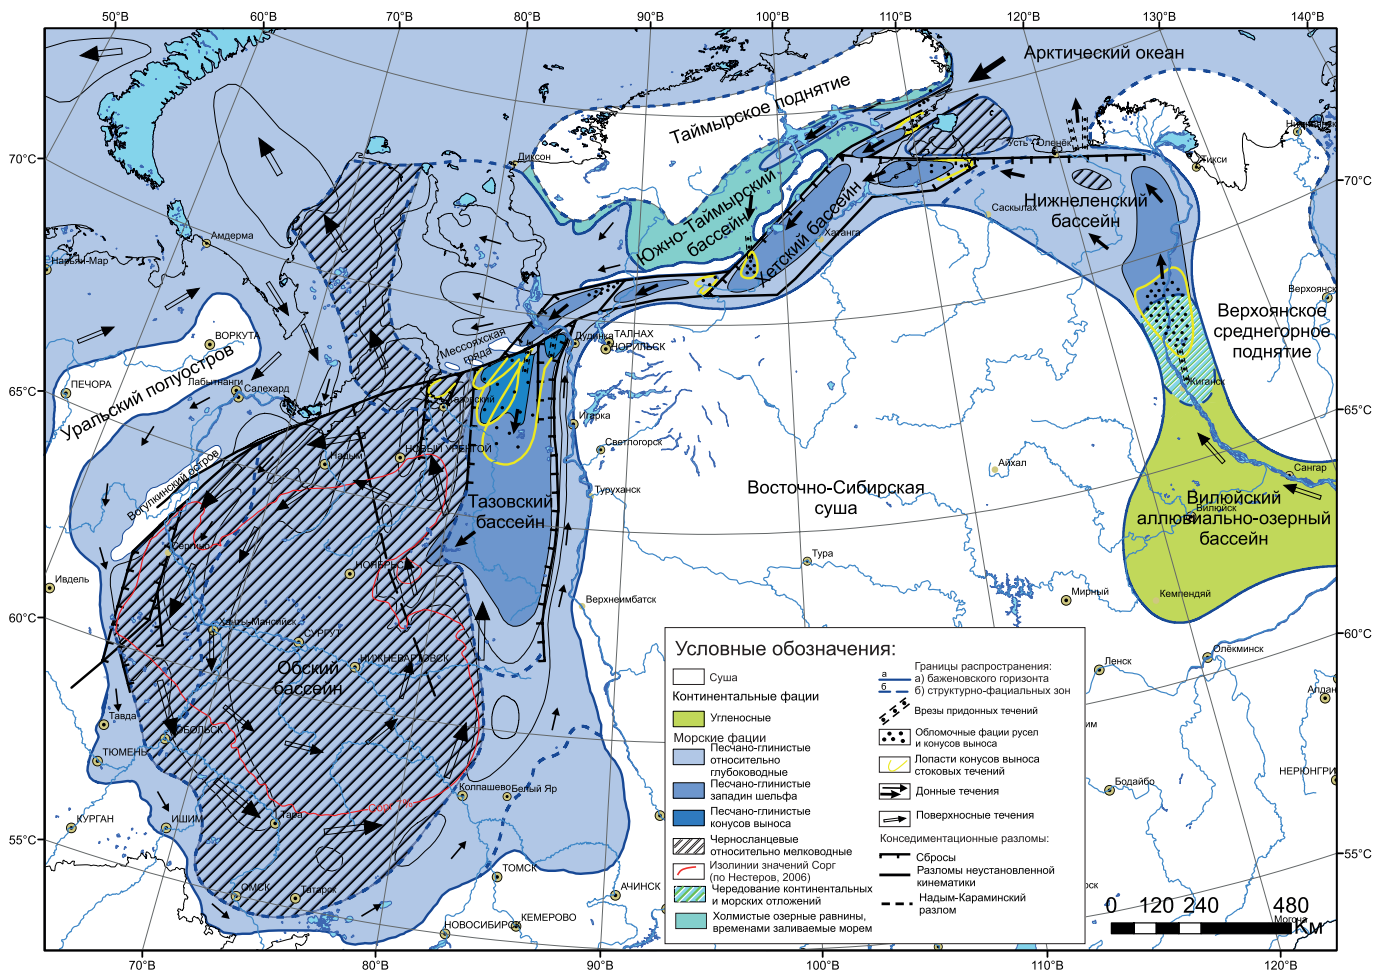 50°В
60°В
70°В
80°В
90°В
100°В
110°В
120°В
130°В
140°В
Арктический океан
Таймырское поднятие
70°С
70°С
Диксон
Усть - Оленёк
Тикси
Нижнеленский
бассейн
Южно-Таймырский
бассейн
Хетский бассейн
Саскылах
Хатанга
Амдерма
Нарьян-Мар
Верхоянск
Верхоянское
среднегорное
поднятие
ВОРКУТА
Мессояхская
гряда
Дудинка
ТАЛНАХ
НОРИЛЬСК
Уральский полуостров
65°С
65°С
ПЕЧОРА
Лабытнанги
Салехард
Тазовский
Жиганск
Игарка
Светлогорск
НОВЫЙ УРЕНГОЙ
Надым
Айхал
Сангар
Вогулкинский остров
Туруханск
Восточно-Сибирская
суша
Тазовский
бассейн
Вилюйский
Вилюйск
аллювиально-озерный
бассейн
Сергино
Тура
НОЯБРЬСК
Ивдель
Верхнеимбатск
Мирный
Кемпендяй
60°С
60°С
Ханты-Мансийск
СУРГУТ
НИЖНЕВАРТОВСК
Обский
бассейн
Олёкминск
Ленск
Алдан
Тавда
ТОБОЛЬСК
ТЮМЕНЬ
Бодайбо
НЕРЮНГРИ
Колпашево
Белый Яр
Сорг 7%
КУРГАН
ИШИМ
Тара
55°С
55°С
ТОМСК
ОМСК
Татарск
АЧИНСК
НОВОСИБИРСК
КЕМЕРОВО
Могоча
Условные обозначения:
Суша
Континентальные фации
Угленосные
Морские фации
Песчано-глинистые
относительно
глубоководные
Песчано-глинистые
западин шельфа
Песчано-глинистые
конусов выноса
Черносланцевые
относительно мелководные
Изолинии значений Сорг
(по Нестеров, 2006)
Чередование континентальных
и морских отложений
Холмистые озерные равнины,
временами заливаемые морем
Границы распространения:
а
а) баженовского горизонта
б
б) структурно-фациальных зон
Врезы придонных течений
Обломочные фации русел
и конусов выноса
Лопасти конусов выноса
стоковых течений
Донные течения
Поверхносные течения
Конседиментационные разломы:
Сбросы
Разломы неустановленной
кинематики
Надым-Караминский
разлом
0 120 240 480
Км
70°В
80°В
90°В
100°В
110°В
120°В